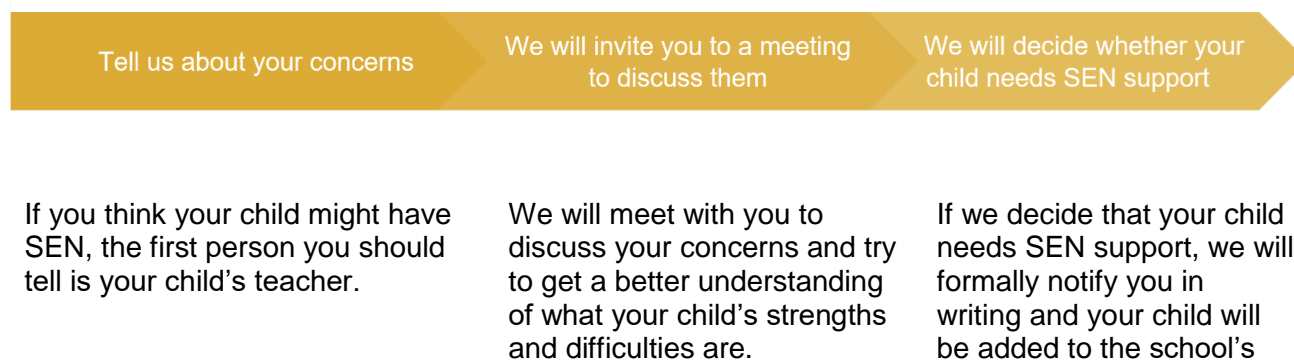 Tell us about your concerns
We will invite you to a meeting
to discuss them
We will decide whether your
child needs SEN support
If you think your child might have
SEN, the first person you should
tell is your child's teacher.
We will meet with you to
discuss your concerns and try
to get a better understanding
of what your child's strengths
and difficulties are.
If we decide that your child
needs SEN support, we will
formally notify you in
writing and your child will
be added to the school's